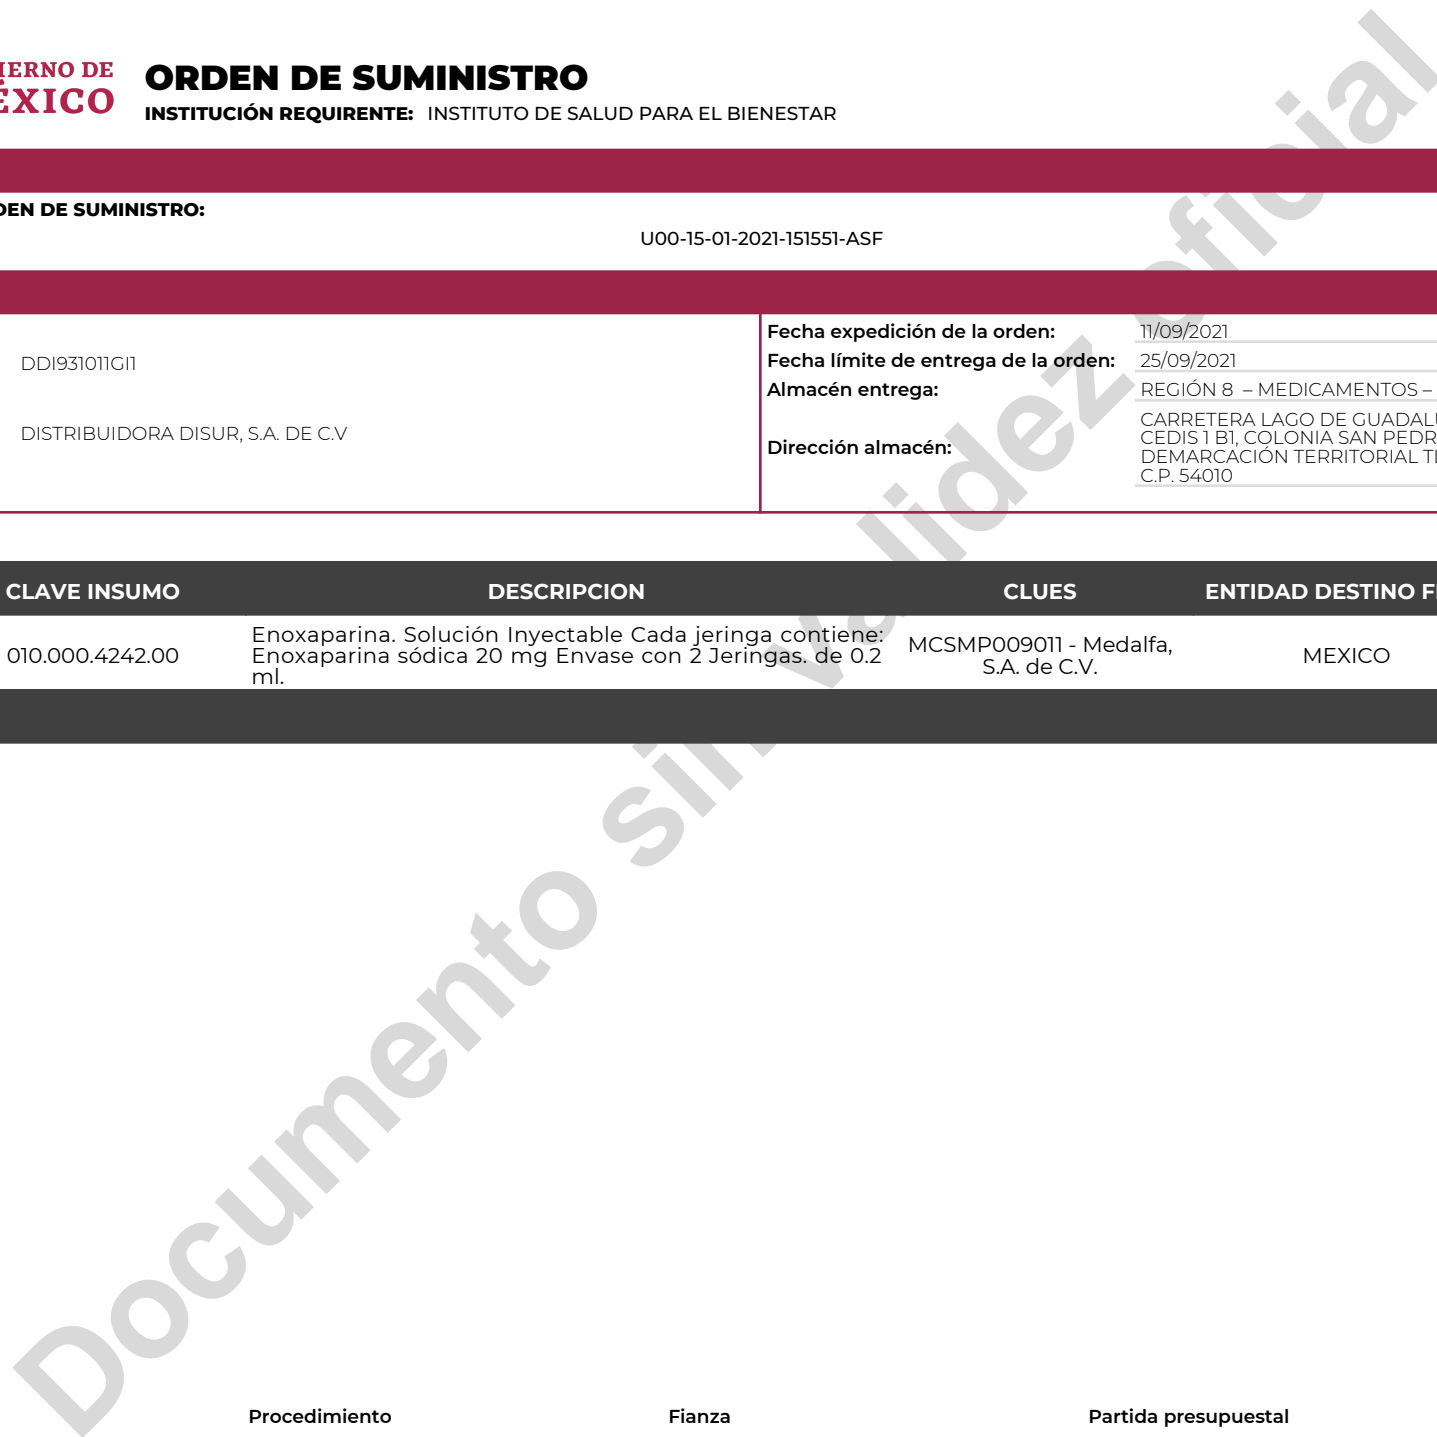 IERNO DE
ÉXICO
ORDEN DE SUMINISTRO
INSTITUCIÓN REQUIRENTE: INSTITUTO DE SALUD PARA EL BIENESTAR
DEN DE SUMINISTRO:
U00-15-01-2021-151551-ASF
DDI931011GI1
DISTRIBUIDORA DISUR, S.A. DE C.V
Fecha expedición de la orden: 11/09/2021
Fecha límite de entrega de la orden: 25/09/2021
Almacén entrega: REGIÓN 8 – MEDICAMENTOS –
Dirección almacén:
CARRETERA LAGO DE GUADALU
CEDIS 1 B1, COLONIA SAN PEDR
DEMARCACIÓN TERRITORIAL TL
C.P. 54010
CLAVE INSUMO DESCRIPCION CLUES ENTIDAD DESTINO FI
010.000.4242.00
Enoxaparina. Solución Inyectable Cada jeringa contiene:
Enoxaparina sódica 20 mg Envase con 2 Jeringas. de 0.2
ml.
MCSMP009011 - Medalfa,
S.A. de C.V.
MEXICO
Documento sin validez oficial
Procedimiento Fianza Partida presupuestal